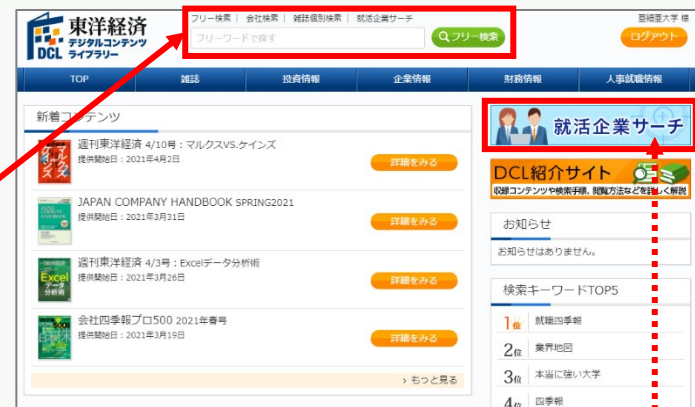 東洋経済
デジタルコンテンツ
DCL ライブラリー
フリー検索｜ 会社検索｜ 雑誌個別検索｜ 就活企業サーチ
フリーワードで探す
フリー検索
亜細亜大学 様
ログアウト
TOP 雑誌 投資情報 企業情報 財務情報 人事就職情報
新着コンテンツ
週刊東洋経済 4/10号：マルクスVS.ケインズ
提供開始日：2021年4月2日
詳細をみる
JAPAN COMPANY HANDBOOK SPRING2021
提供開始日：2021年3月31日
詳細をみる
週刊東洋経済 4/3号：Excelデータ分析術
提供開始日：2021年3月26日
詳細をみる
会社四季報プロ500 2021年春号
提供開始日：2021年3月19日
詳細をみる
› もっと見る
就活企業サーチ
DCL紹介サイト
収録コンテンツや検索手順、閲覧方法などを詳しく解説
お知らせ
お知らせはありません。
検索キーワードTOP5
1位 就職四季報
2位 業界地図
3位 本当に強い大学
4位 四季報